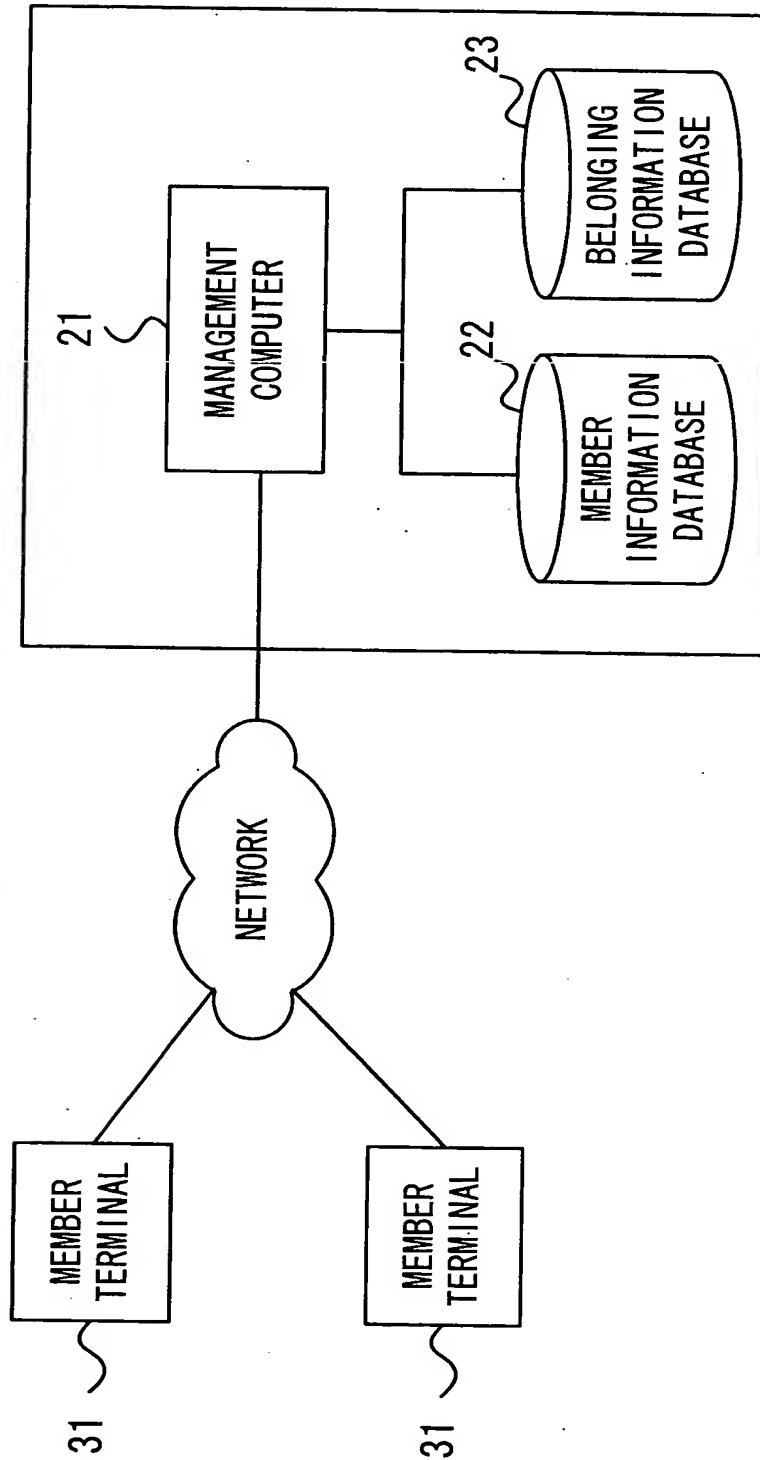 31
MEMBER
TERMINAL
31
MEMBER
TERMINAL
NETWORK
21
MANAGEMENT
COMPUTER
22
MEMBER
INFORMATION
DATABASE
23
BELONGING
INFORMATION
DATABASE